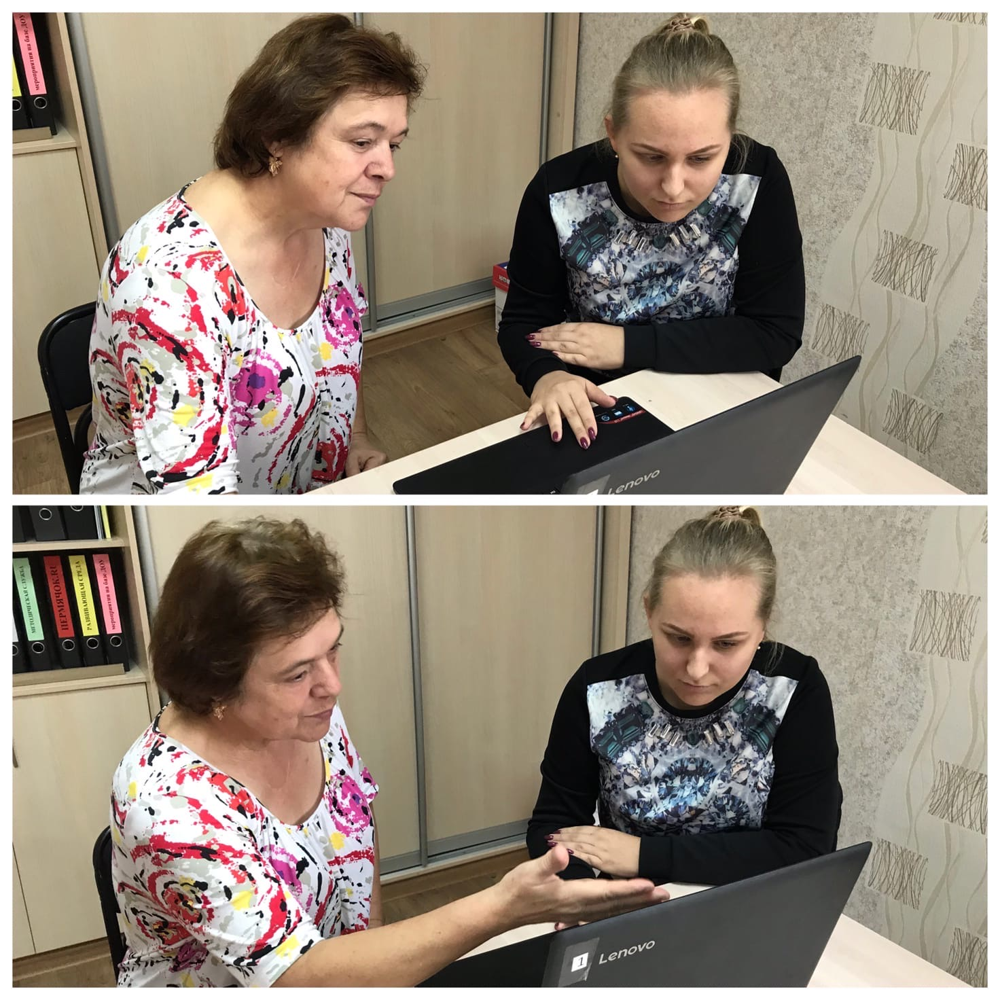 мероприятия на базе ДОУ
Lenovo
МЕТОДИЧЕСКАЯ СЛУЖБА
ПЕРМЯЧОК.RU
РАЗВИВАЮЩАЯ СРЕДА
мероприятия на базе ДОУ
1
Lenovo